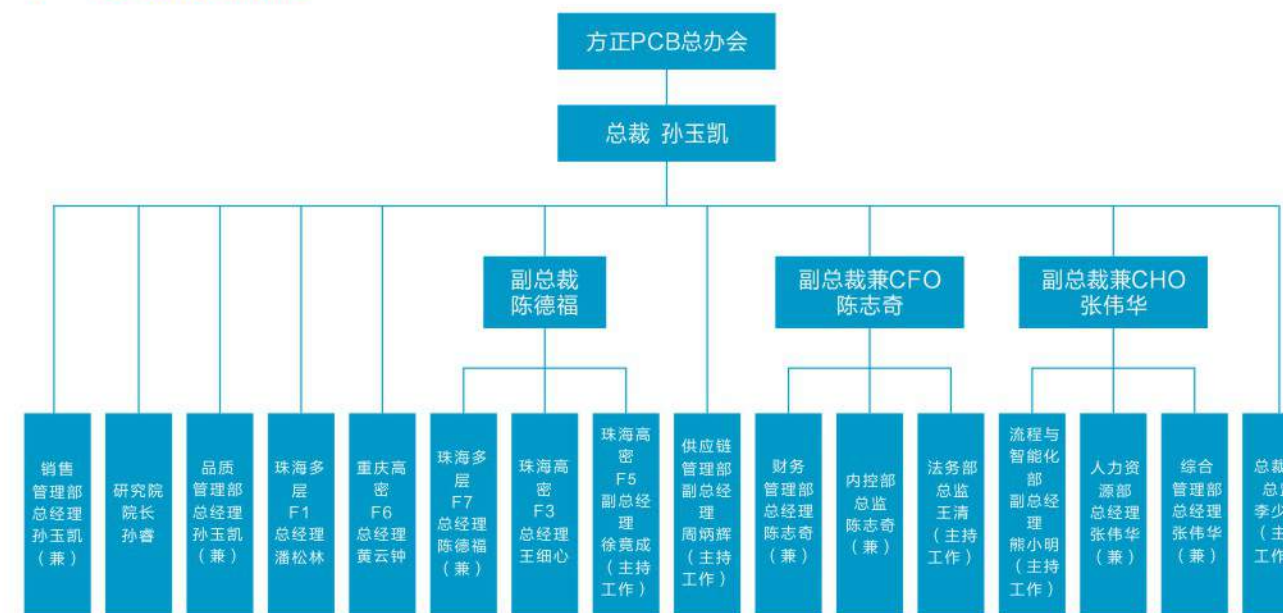 方正PCB总办会
总裁 孙玉凯
副总裁
陈德福
副总裁兼CFO
陈志奇
副总裁兼CHO
张伟华
销售
管理部
总经理
孙玉凯
（兼）
研究院
院长
孙睿
品质
管理部
总经理
孙玉凯
（兼）
珠海多
层
F1
总经理
潘松林
重庆高
密
F6
总经理
黄云钟
珠海多
层
F7
总经理
陈德福
（兼）
珠海高
密
F3
总经理
王细心
珠海高
密
F5
副总经
理
徐竟成
（主持
工作）
供应链
管理部
副总经
理
周炳辉
（主持
工作）
财务
管理部
总经理
陈志奇
（兼）
内控部
总监
陈志奇
（兼）
法务部
总监
王清
（主持
工作）
流程与
智能化
部
副总经
理
熊小明
（主持
工作）
人力资
源部
总经理
张伟华
（兼）
综合
管理部
总经理
张伟华
（兼）
总裁
总
李少
（主
工作